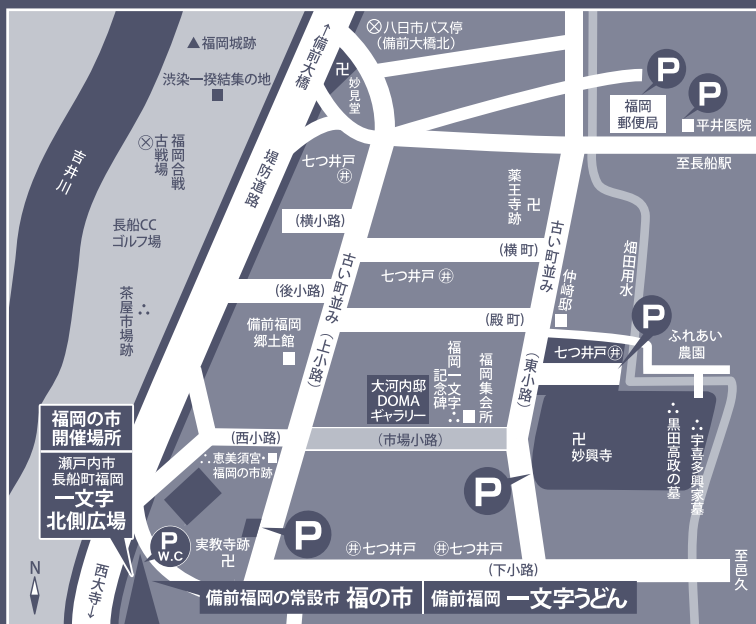 ↑備前大橋
八日市バス停
(備前大橋北)
▲福岡城跡
渋染一揆結集の地
卍
妙見堂
P
P
福岡
郵便局
平井医院
至長船駅
吉井川
福岡合戦
古戦場
堤防道路
七つ井戸
井
薬王寺跡
卍
(横小路)
長船CC
ゴルフ場
古い町並み(上小路)
(横町)
古い町並み
畑田用水
七つ井戸 井
仲﨑邸
茶屋市場跡
(後小路)
(殿町)
P
備前福岡
郷土館
七つ井戸 井
ふれあい
農園
福岡一文字
記念碑
福岡集会所
(東小路)
大河内邸
DOMA
ギャラリー
福岡の市
開催場所
(西小路)
(市場小路)
卍
妙興寺
黒田高政の墓
宇喜多興家墓
瀬戸内市
長船町福岡
一文字
北側広場
恵美須宮・
福岡の市跡
P
P
W.C
実教寺跡
卍
P
井 七つ井戸
井 七つ井戸
N
西大寺↓
(下小路)
至邑久
備前福岡の常設市 福の市
備前福岡 一文字うどん